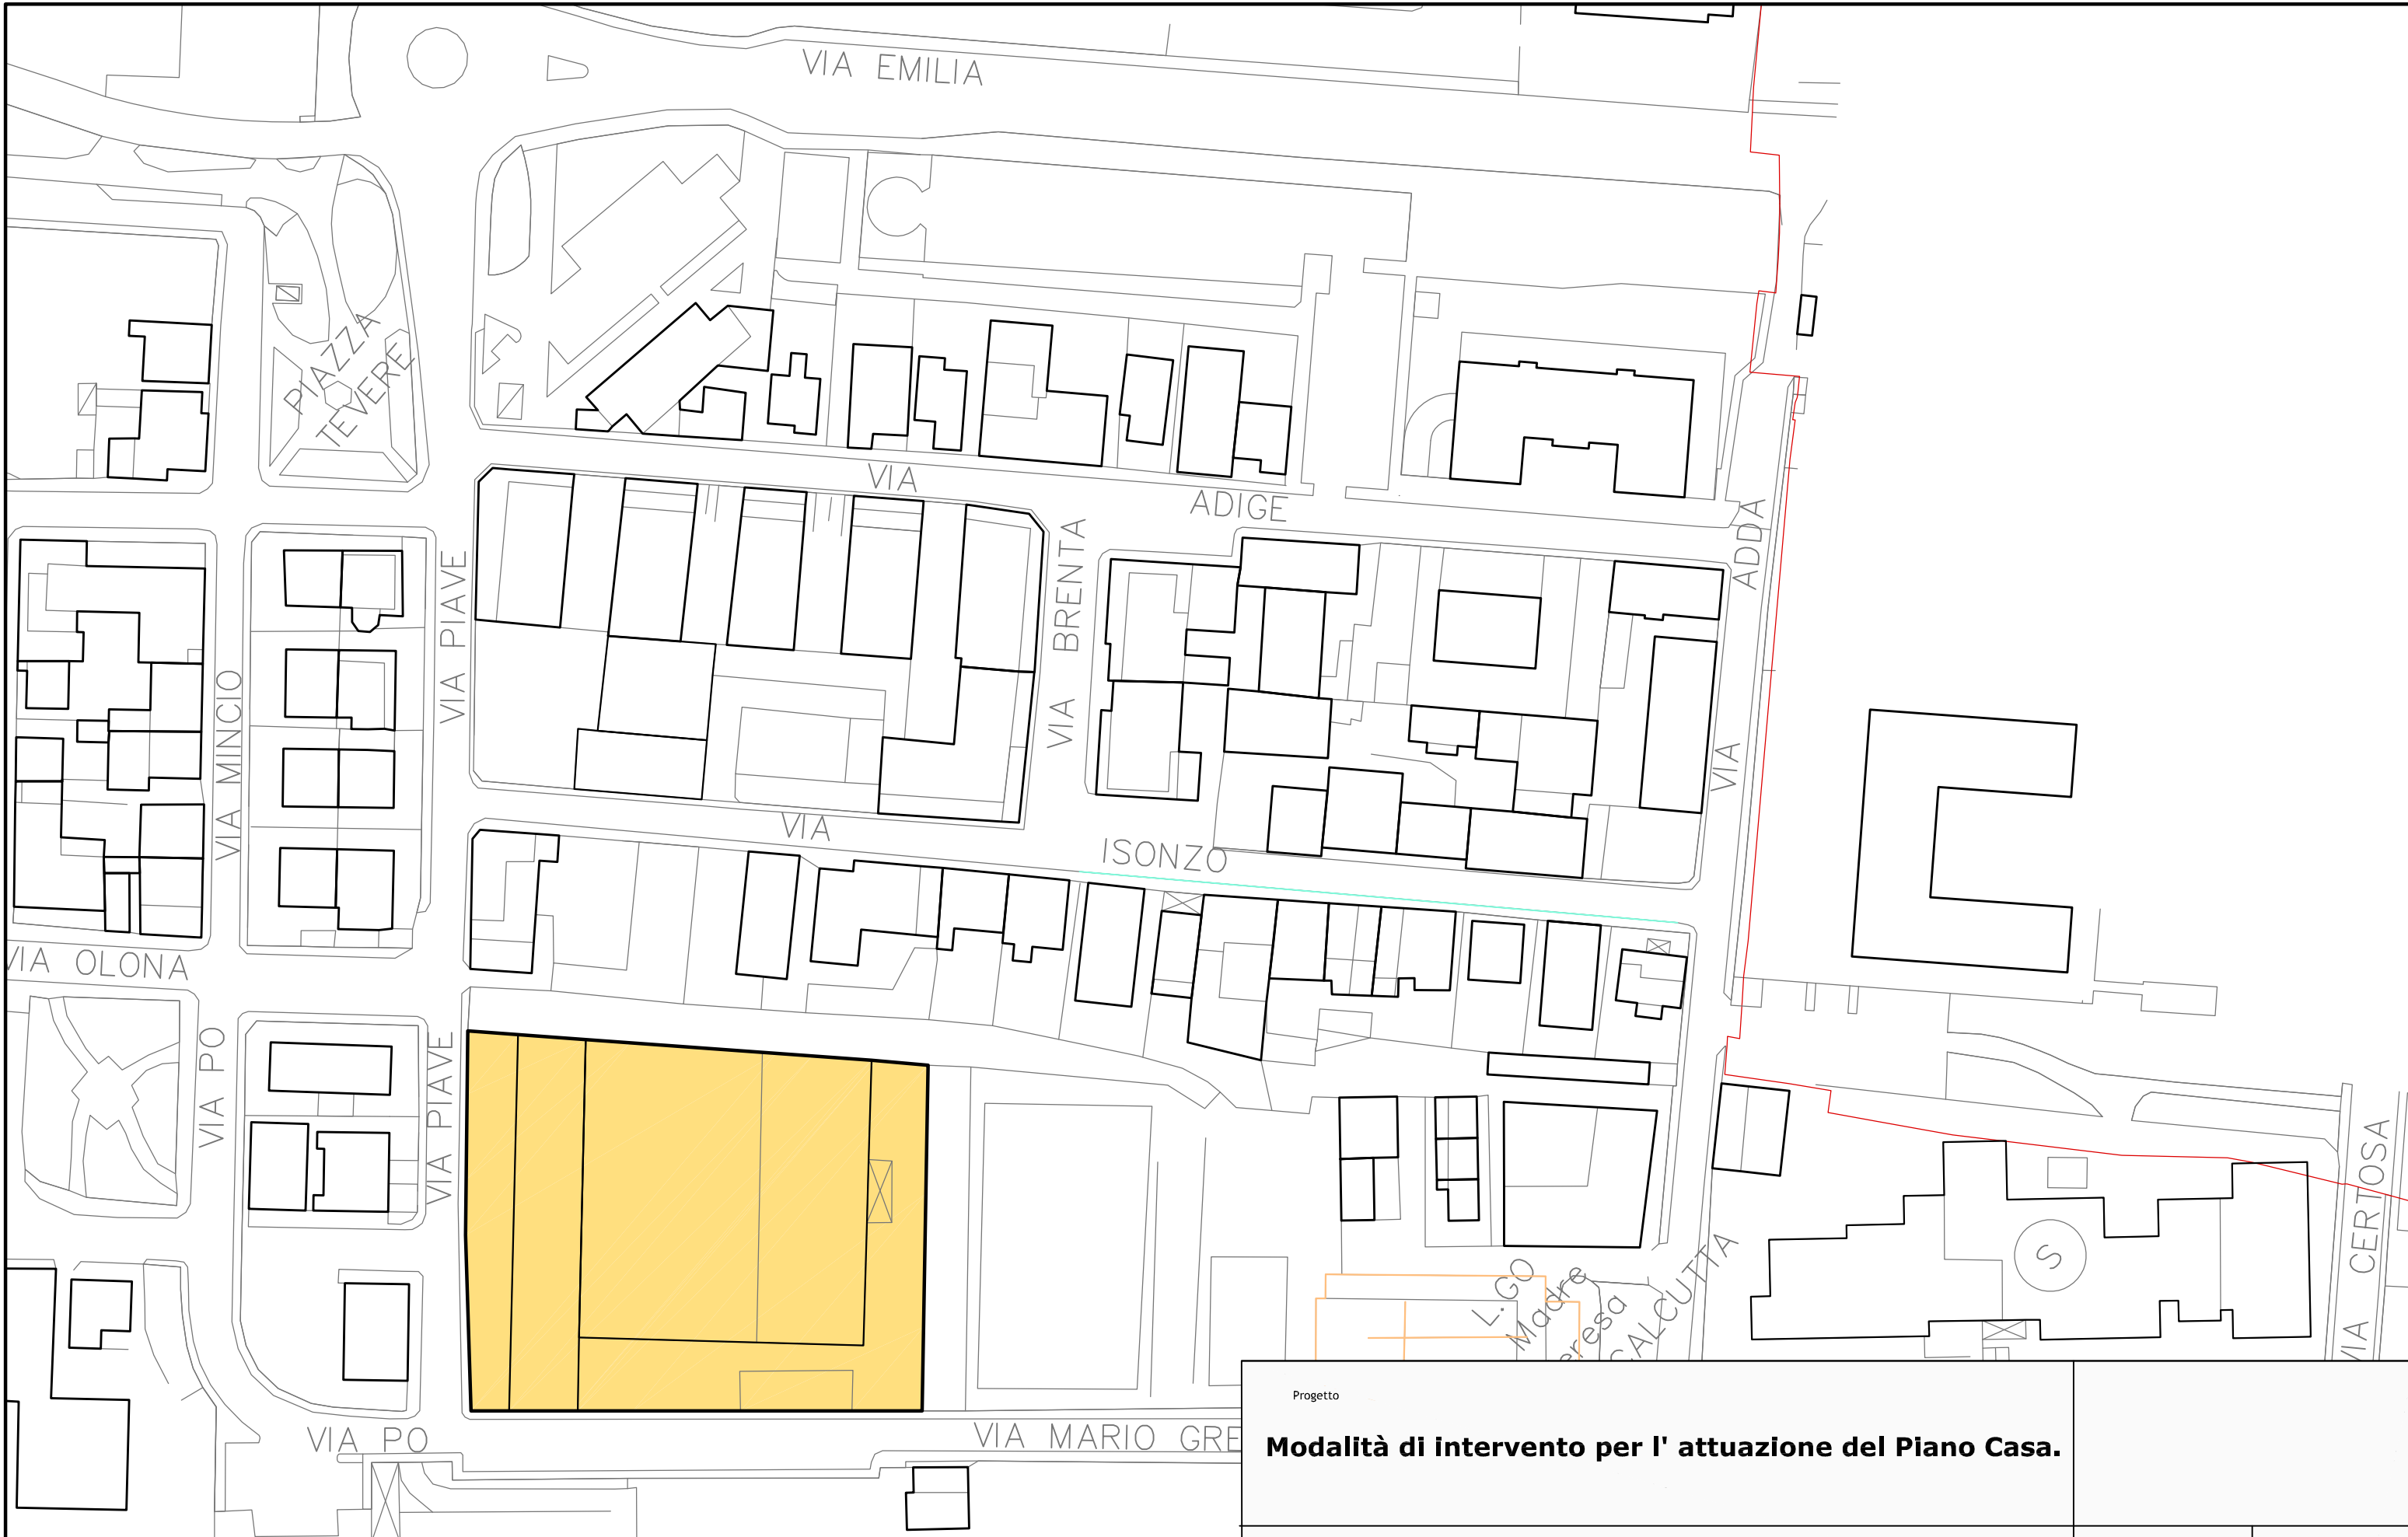 VIA EMILIA
PIAZZA
TEVERE
VIA
ADIGE
VIA PIAVE
VIA BRENTA
VIA ADDA
VIA MINCIO
VIA
ISONZO
VIA OLONA
VIA PO
VIA PIAVE
L.GO
Madre
eresa
CALCUTTA
S
VIA CERTOSA
VIA PO
VIA MARIO GRE
Progetto
Modalità di intervento per l' attuazione del Piano Casa.